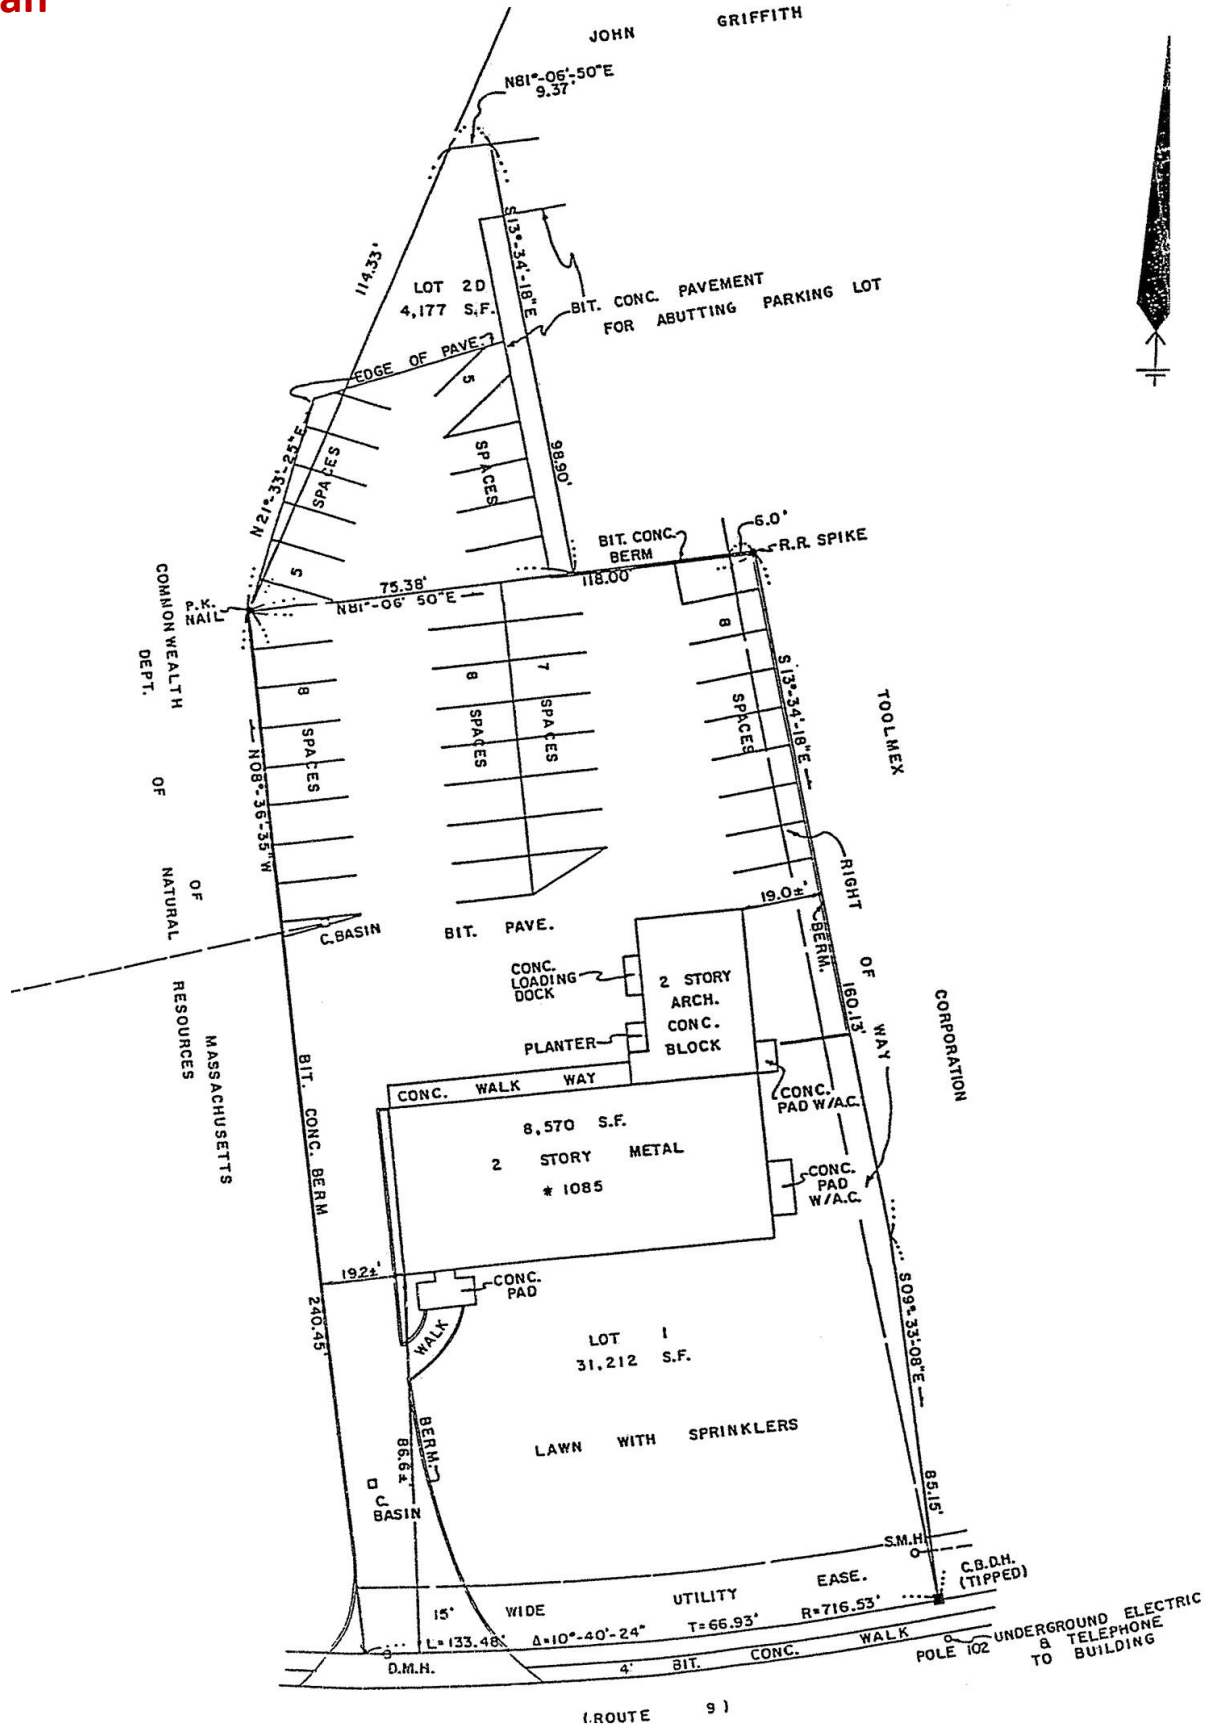 an
JOHN GRIFFITH
N81°-06'-50"E
9.37'
114.33'
S13°-34'-18"E
LOT 2D
4,177 S.F.
BIT. CONC. PAVEMENT
FOR ABUTTING PARKING LOT
EDGE OF PAVE.
5
SPACES
5
SPACES
N21°-33'-25"E
98.90'
BIT. CONC.
BERM
6.0'
R.R. SPIKE
118.00'
75.38'
N81°-06' 50"E
P.K.
NAIL
COMMONWEALTH OF MASSACHUSETTS
DEPT. OF NATURAL RESOURCES
8
SPACES
8
SPACES
7
SPACES
8
SPACES
S13°-34'-18"E
TOOLMEX CORPORATION
N08°-36'-35"W
RIGHT OF WAY
19.0±'
BERM.
160.13'
C.BASIN
BIT. PAVE.
CONC.
LOADING
DOCK
2 STORY
ARCH.
CONC.
BLOCK
PLANTER
CONC. WALK WAY
CONC.
PAD W/A.C.
8,570 S.F.
2 STORY METAL
* 1085
CONC.
PAD
W/A.C.
BIT. CONC. BERM
19.2±'
CONC.
PAD
WALK
240.45'
LOT 1
31,212 S.F.
S09°-33'-08"E
LAWN WITH SPRINKLERS
BERM.
86.6±'
C.
BASIN
85.15'
S.M.H.
C.B.D.H.
(TIPPED)
15' WIDE UTILITY EASE.
L=133.48' Δ=10°-40'-24" T=66.93' R=716.53'
D.M.H.
4' BIT. CONC. WALK
POLE 102
UNDERGROUND ELECTRIC
& TELEPHONE
TO BUILDING
(ROUTE 9)